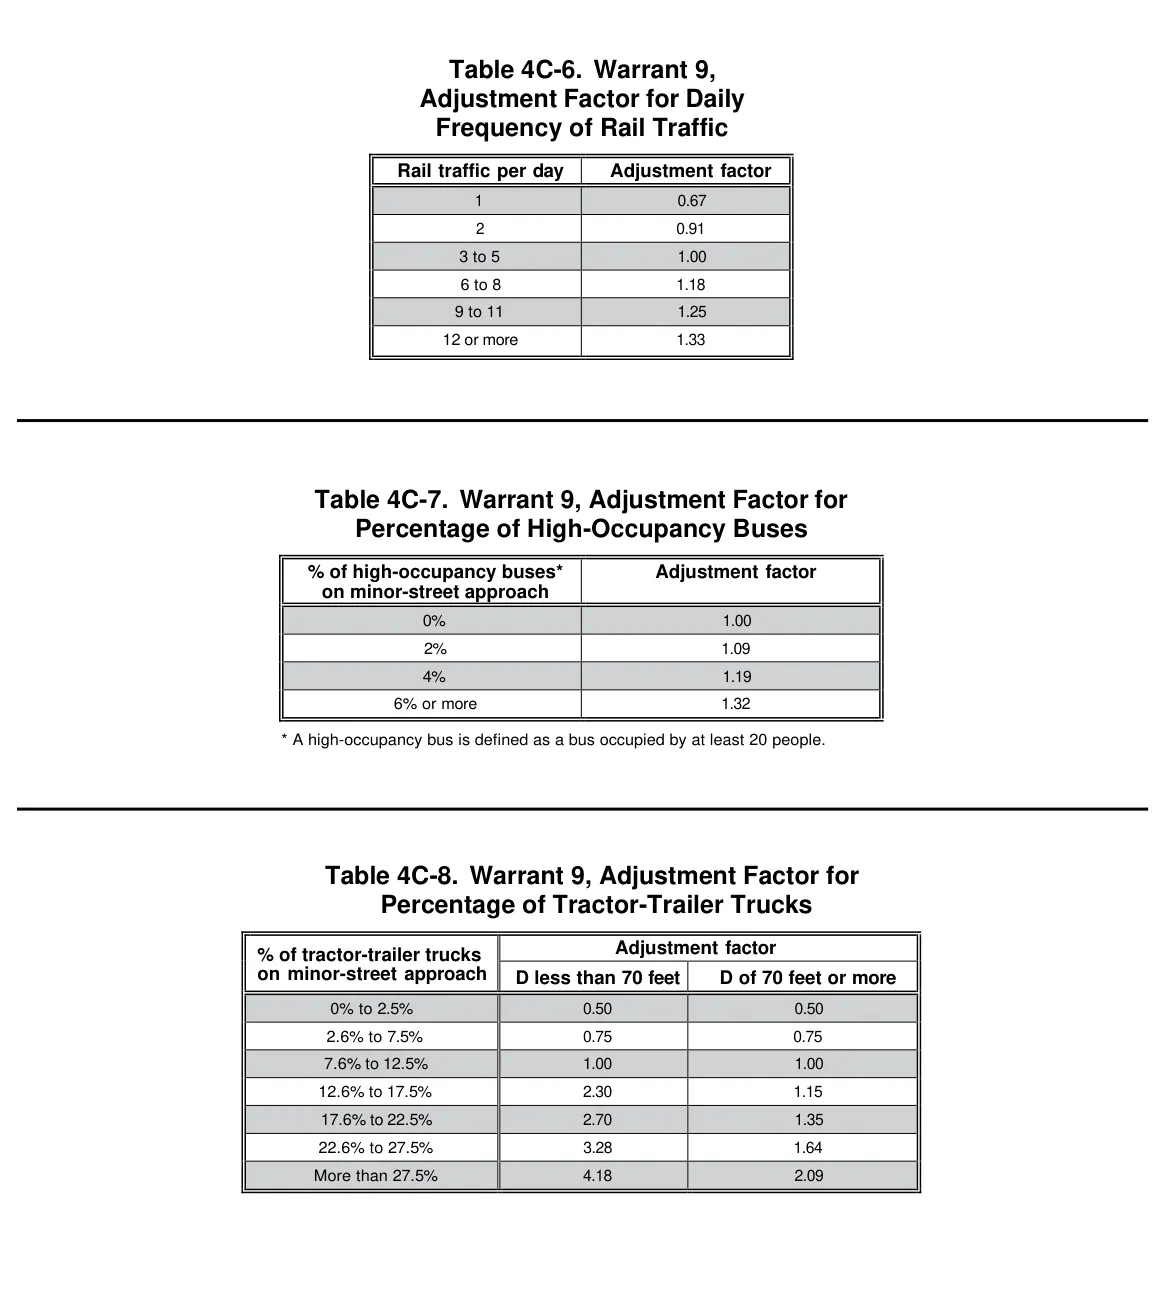 Table 4C-6. Warrant 9,
Adjustment Factor for Daily
Frequency of Rail Traffic
Rail traffic per day Adjustment factor
1 0.67
2 0.91
3 to 5 1.00
6 to 8 1.18
9 to 11 1.25
12 or more 1.33
Table 4C-7. Warrant 9, Adjustment Factor for
Percentage of High-Occupancy Buses
% of high-occupancy buses* Adjustment factor
on minor-street approach
0% 1.00
2% 1.09
4% 1.19
6% or more 1.32
* A high-occupancy bus is defined as a bus occupied by at least 20 people.
Table 4C-8. Warrant 9, Adjustment Factor for
Percentage of Tractor-Trailer Trucks
% of tractor-trailer trucks
on minor-street approach
Adjustment factor
D less than 70 feet D of 70 feet or more
0% to 2.5% 0.50 0.50
2.6% to 7.5% 0.75 0.75
7.6% to 12.5% 1.00 1.00
12.6% to 17.5% 2.30 1.15
17.6% to 22.5% 2.70 1.35
22.6% to 27.5% 3.28 1.64
More than 27.5% 4.18 2.09